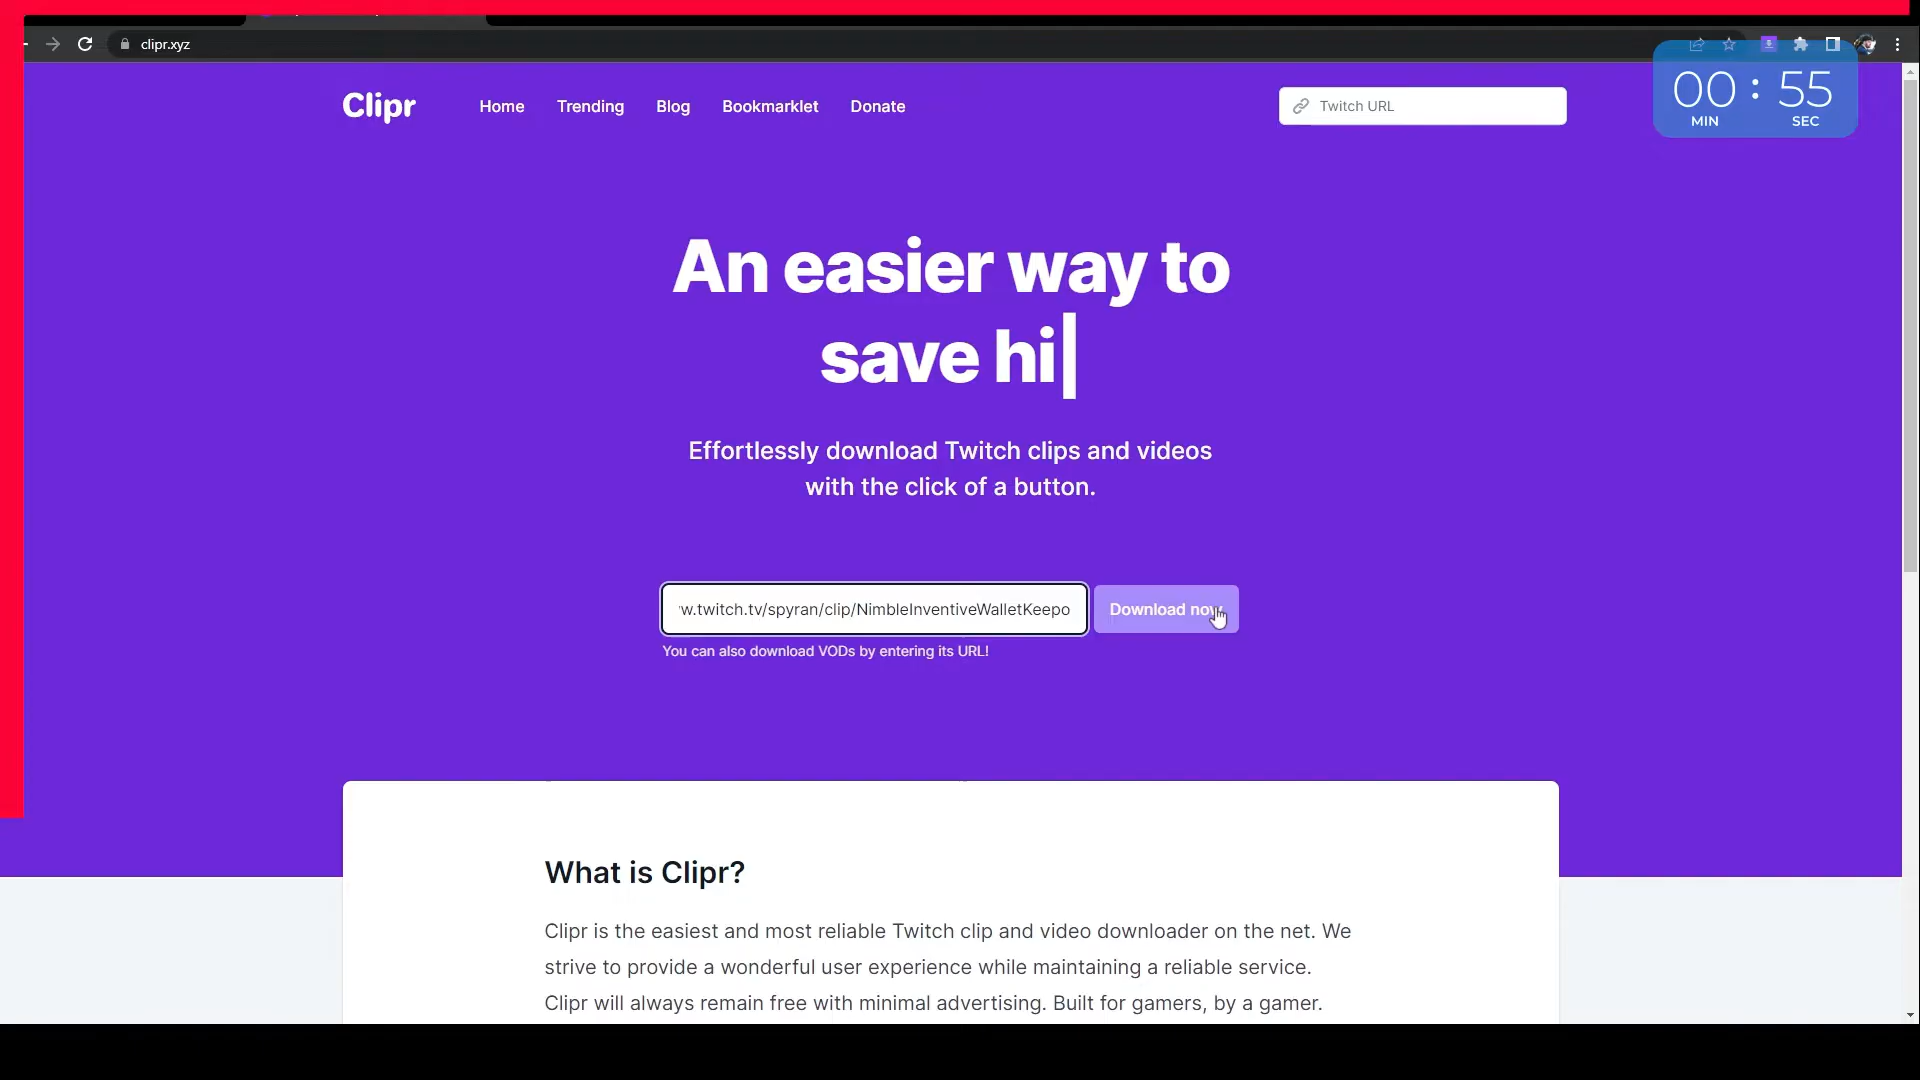 clipr.xyz
Clipr Home Trending Blog Bookmarklet Donate Twitch URL
00 : 55
MIN SEC
An easier way to
save hi
Effortlessly download Twitch clips and videos
with the click of a button.
w.twitch.tv/spyran/clip/NimbleInventiveWalletKeepo Download now
You can also download VODs by entering its URL!
What is Clipr?
Clipr is the easiest and most reliable Twitch clip and video downloader on the net. We
strive to provide a wonderful user experience while maintaining a reliable service.
Clipr will always remain free with minimal advertising. Built for gamers, by a gamer.